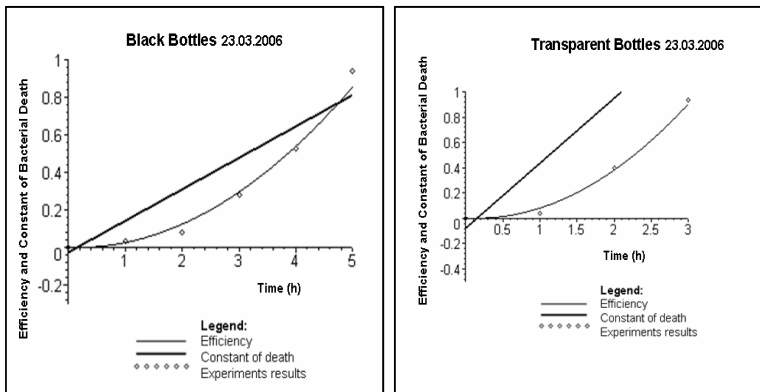 Black Bottles 23.03.2006
Efficiency and Constant of Bacterial Death
1
0.8
0.6
0.4
0.2
0
-0.2
1
2
3
4
5
Time (h)
Legend:
Efficiency
Constant of death
Experiments results
Transparent Bottles 23.03.2006
Efficiency and Constant of Bacterial Death
1
0.8
0.6
0.4
0.2
0
-0.2
-0.4
0.5
1
1.5
2
2.5
3
Time (h)
Legend:
Efficiency
Constant of death
Experiments results